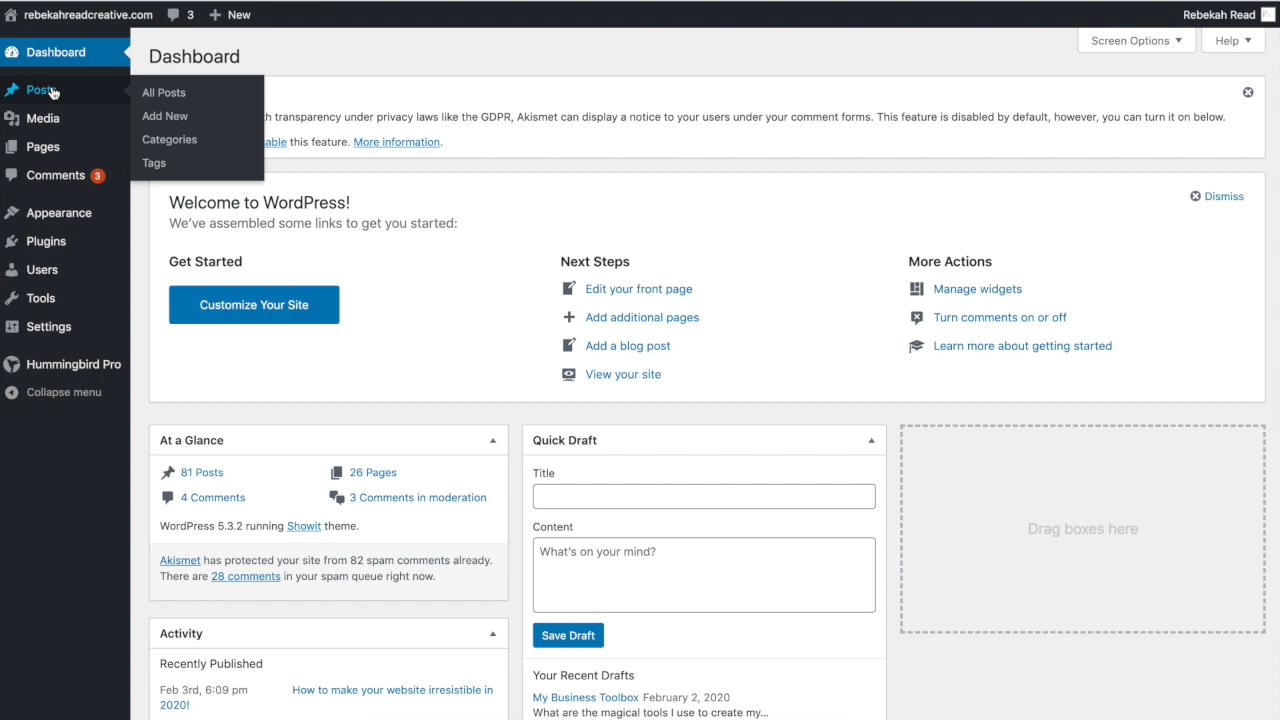 rebekahreadcreative.com 3 New Rebekah Read
Dashboard
Posts
Media
Pages
Comments 3
Appearance
Plugins
Users
Tools
Settings
Hummingbird Pro
Collapse menu
All Posts
Add New
Categories
Tags
Dashboard
Screen Options Help
h transparency under privacy laws like the GDPR, Akismet can display a notice to your users under your comment forms. This feature is disabled by default, however, you can turn it on below.
able this feature. More information.
Welcome to WordPress!
We've assembled some links to get you started:
Dismiss
Get Started
Customize Your Site
Next Steps
Edit your front page
Add additional pages
Add a blog post
View your site
More Actions
Manage widgets
Turn comments on or off
Learn more about getting started
At a Glance
81 Posts 26 Pages
4 Comments 3 Comments in moderation
WordPress 5.3.2 running Showit theme.
Akismet has protected your site from 82 spam comments already.
There are 28 comments in your spam queue right now.
Activity
Recently Published
Feb 3rd, 6:09 pm How to make your website irresistible in
2020!
Quick Draft
Title
Content
What's on your mind?
Save Draft
Your Recent Drafts
My Business Toolbox February 2, 2020
What are the magical tools I use to create my...
Drag boxes here